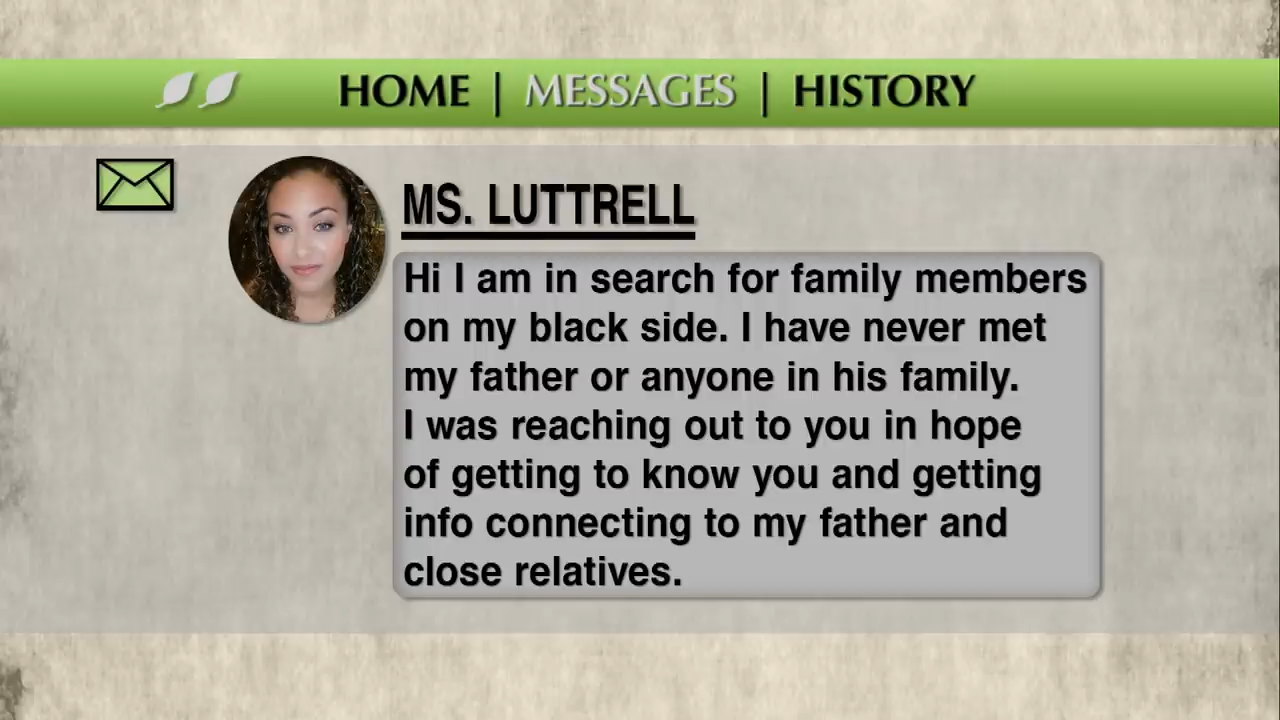 HOME | MESSAGES | HISTORY
MS. LUTTRELL
Hi I am in search for family members
on my black side. I have never met
my father or anyone in his family.
I was reaching out to you in hope
of getting to know you and getting
info connecting to my father and
close relatives.